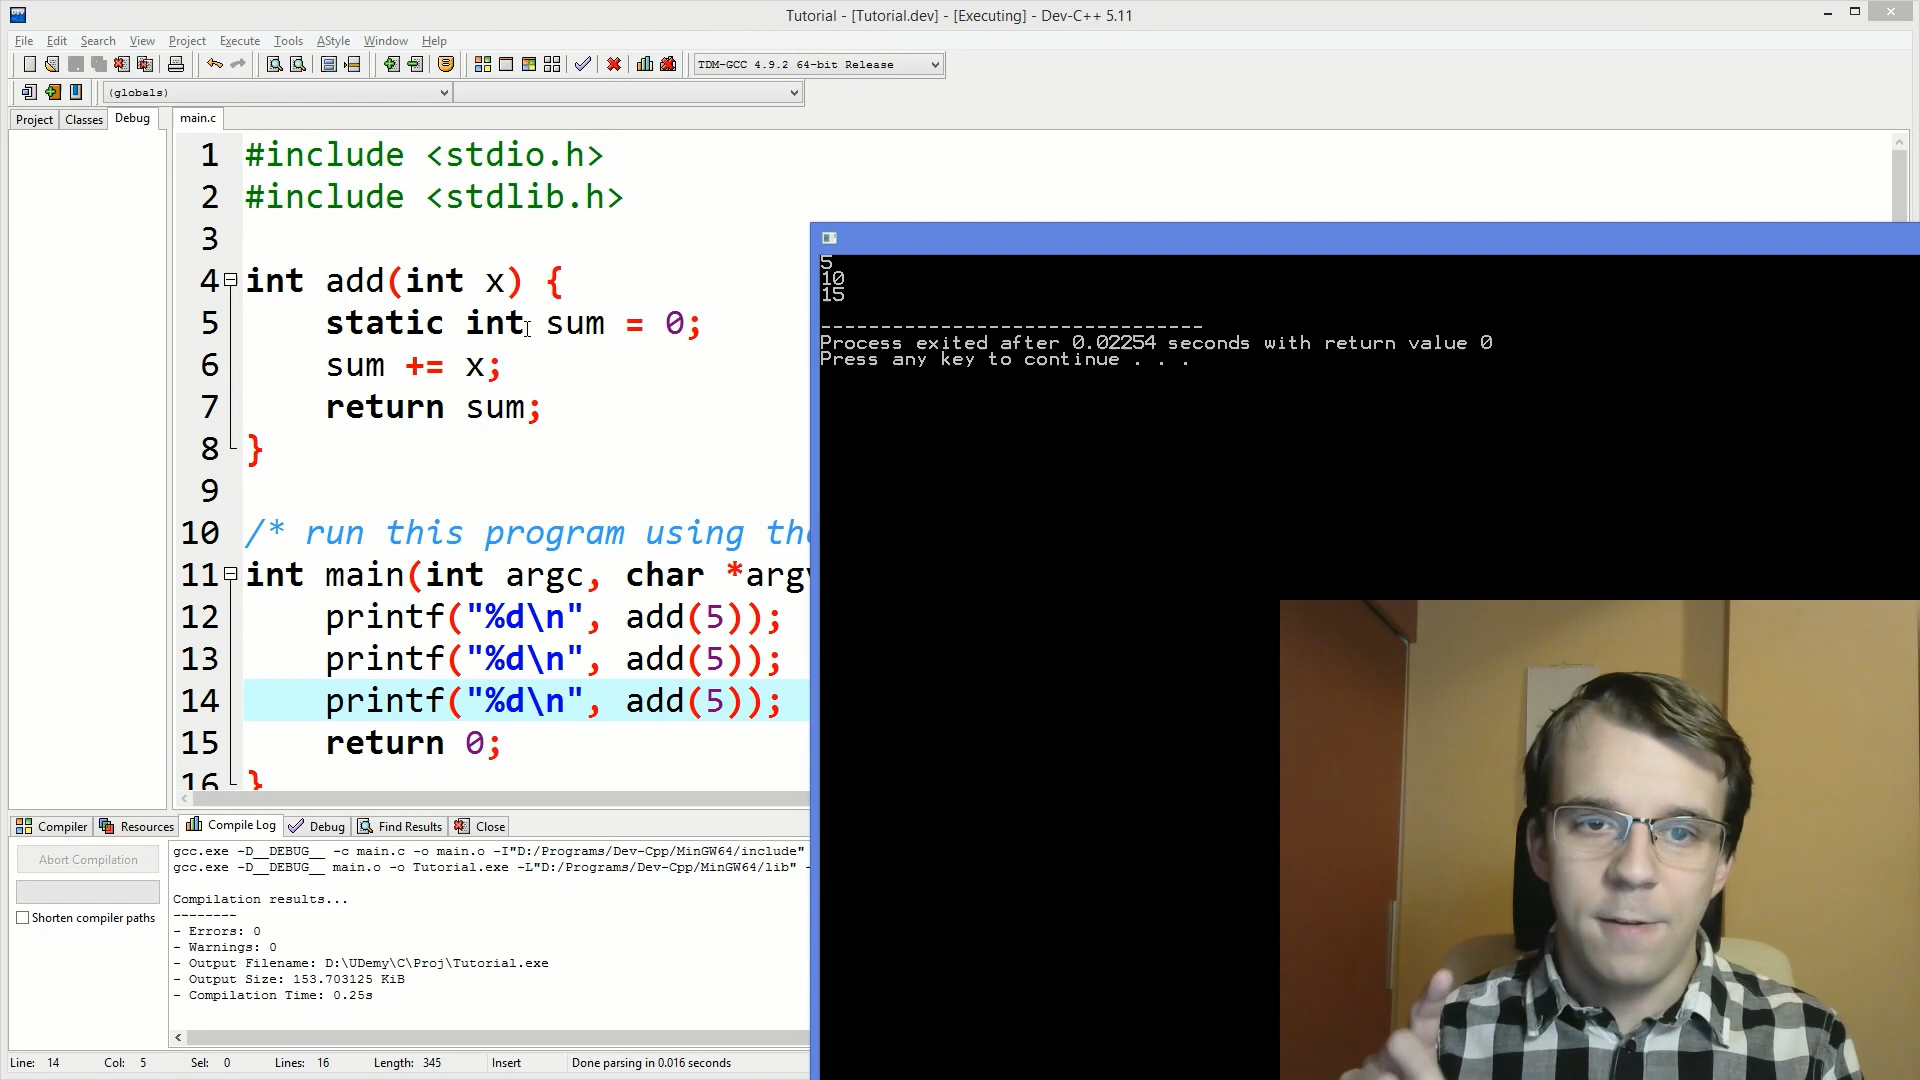 Tutorial - [Tutorial.dev] - [Executing] - Dev-C++ 5.11
File Edit Search View Project Execute Tools AStyle Window Help
TDM-GCC 4.9.2 64-bit Release
(globals)
Project Classes Debug
main.c
1 #include <stdio.h>
2 #include <stdlib.h>
3
4 int add(int x) {
5 static int sum = 0;
6 sum += x;
7 return sum;
8 }
9
10 /* run this program using the
11 int main(int argc, char *argv
12 printf("%d\n", add(5));
13 printf("%d\n", add(5));
14 printf("%d\n", add(5));
15 return 0;
16 }
5
10
15
--------------------------------
Process exited after 0.02254 seconds with return value 0
Press any key to continue . . .
Compiler Resources Compile Log Debug Find Results Close
Abort Compilation
Shorten compiler paths
gcc.exe -D__DEBUG__ -c main.c -o main.o -I"D:/Programs/Dev-Cpp/MinGW64/include"
gcc.exe -D__DEBUG__ main.o -o Tutorial.exe -L"D:/Programs/Dev-Cpp/MinGW64/lib" -
Compilation results...
--------
- Errors: 0
- Warnings: 0
- Output Filename: D:\UDemy\C\Proj\Tutorial.exe
- Output Size: 153.703125 KiB
- Compilation Time: 0.25s
Line: 14 Col: 5 Sel: 0 Lines: 16 Length: 345 Insert Done parsing in 0.016 seconds